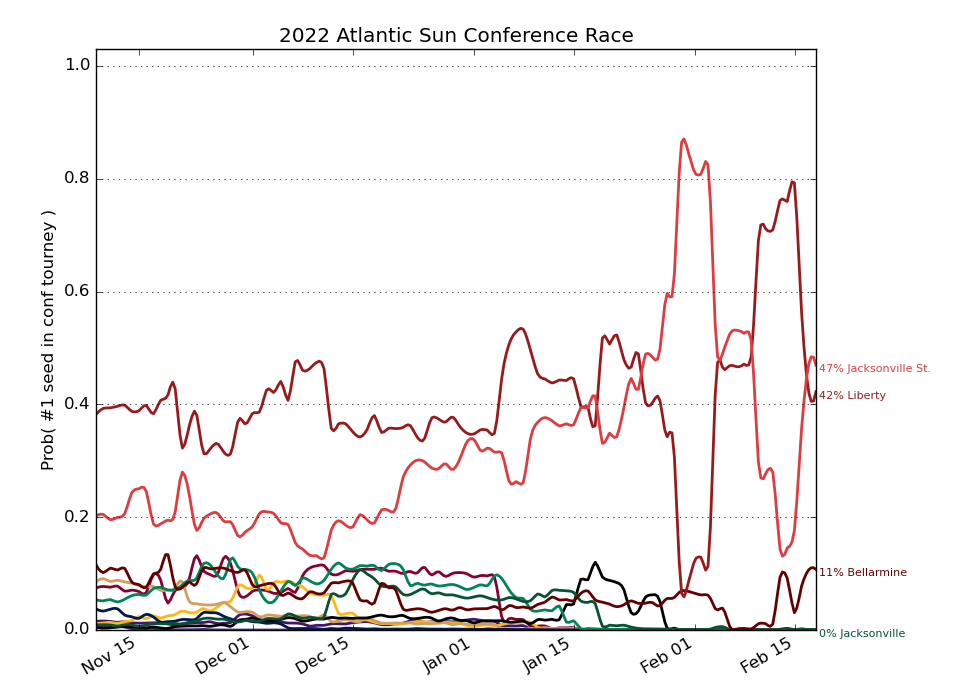 2022 Atlantic Sun Conference Race
Prob( #1 seed in conf tourney )
1.0
0.8
0.6
0.4
0.2
0.0
47% Jacksonville St.
42% Liberty
11% Bellarmine
0% Jacksonville
Nov 15
Dec 01
Dec 15
Jan 01
Jan 15
Feb 01
Feb 15